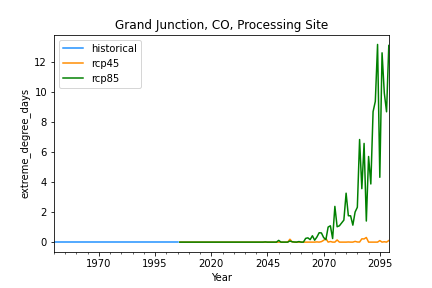 Grand Junction, CO, Processing Site
historical
rcp45
rcp85
extreme_degree_days
12
10
8
6
4
2
0
1970 1995 2020 2045 2070 2095
Year